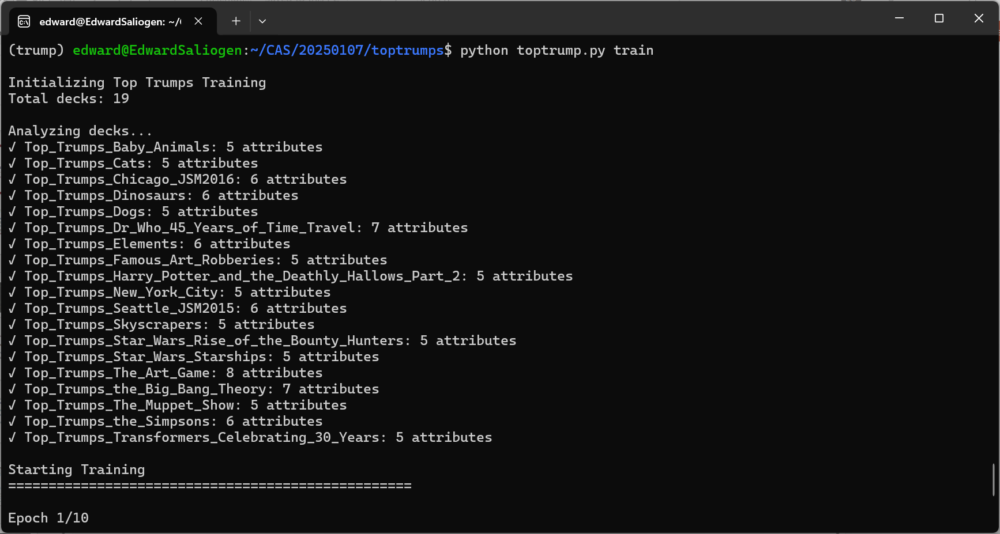 edward@EdwardSaliogen: ~/
(trump) edward@EdwardSaliogen:~/CAS/20250107/toptrumps$ python toptrump.py train
Initializing Top Trumps Training
Total decks: 19
Analyzing decks...
✓ Top_Trumps_Baby_Animals: 5 attributes
✓ Top_Trumps_Cats: 5 attributes
✓ Top_Trumps_Chicago_JSM2016: 6 attributes
✓ Top_Trumps_Dinosaurs: 6 attributes
✓ Top_Trumps_Dogs: 5 attributes
✓ Top_Trumps_Dr_Who_45_Years_of_Time_Travel: 7 attributes
✓ Top_Trumps_Elements: 6 attributes
✓ Top_Trumps_Famous_Art_Robberies: 5 attributes
✓ Top_Trumps_Harry_Potter_and_the_Deathly_Hallows_Part_2: 5 attributes
✓ Top_Trumps_New_York_City: 5 attributes
✓ Top_Trumps_Seattle_JSM2015: 6 attributes
✓ Top_Trumps_Skyscrapers: 5 attributes
✓ Top_Trumps_Star_Wars_Rise_of_the_Bounty_Hunters: 5 attributes
✓ Top_Trumps_Star_Wars_Starships: 5 attributes
✓ Top_Trumps_The_Art_Game: 8 attributes
✓ Top_Trumps_the_Big_Bang_Theory: 7 attributes
✓ Top_Trumps_The_Muppet_Show: 5 attributes
✓ Top_Trumps_the_Simpsons: 6 attributes
✓ Top_Trumps_Transformers_Celebrating_30_Years: 5 attributes
Starting Training
==================================================
Epoch 1/10